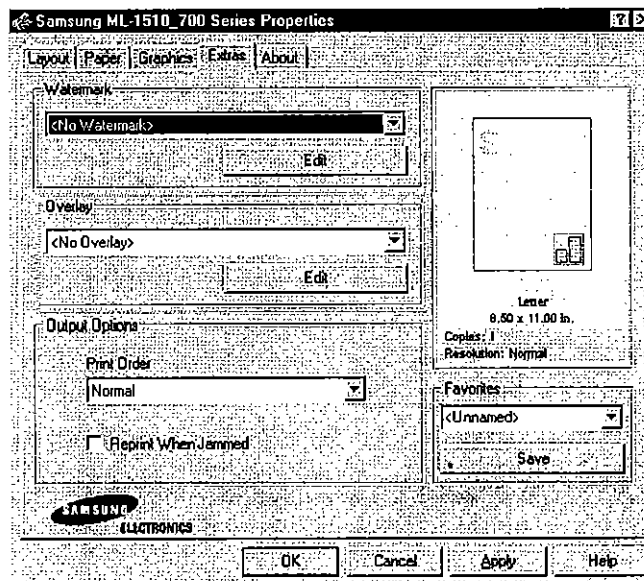 Samsung ML-1510_700 Series Properties
Layout Paper Graphics Extras About
Watermark
<No Watermark>
Edit
Overlay
<No Overlay>
Edit
Letter
8.50 x 11.00 in.
Copies: 1
Resolution: Normal
Output Options
Print Order
Normal
Reprint When Jammed
Favorites
<Unnamed>
Save
SAMSUNG
ELECTRONICS
OK Cancel Apply Help